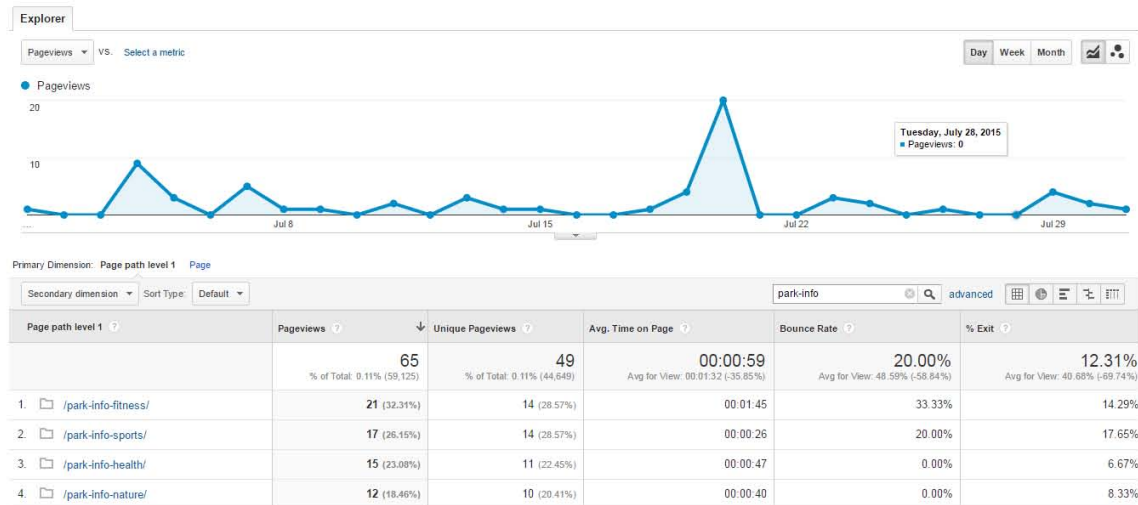 Explorer
Pageviews VS. Select a metric Day Week Month
Pageviews
20
10
Tuesday, July 28, 2015
Pageviews: 0
... Jul 8 Jul 15 Jul 22 Jul 29
Primary Dimension: Page path level 1 Page
Secondary dimension Sort Type: Default park-info advanced
Page path level 1 ? Pageviews ? Unique Pageviews ? Avg. Time on Page ? Bounce Rate ? % Exit ?
65 49 00:00:59 20.00% 12.31%
% of Total: 0.11% (59,125) % of Total: 0.11% (44,649) Avg for View: 00:01:32 (-35.85%) Avg for View: 48.59% (-58.84%) Avg for View: 40.68% (-69.74%)
1. /park-info-fitness/ 21 (32.31%) 14 (28.57%) 00:01:45 33.33% 14.29%
2. /park-info-sports/ 17 (26.15%) 14 (28.57%) 00:00:26 20.00% 17.65%
3. /park-info-health/ 15 (23.08%) 11 (22.45%) 00:00:47 0.00% 6.67%
4. /park-info-nature/ 12 (18.46%) 10 (20.41%) 00:00:40 0.00% 8.33%